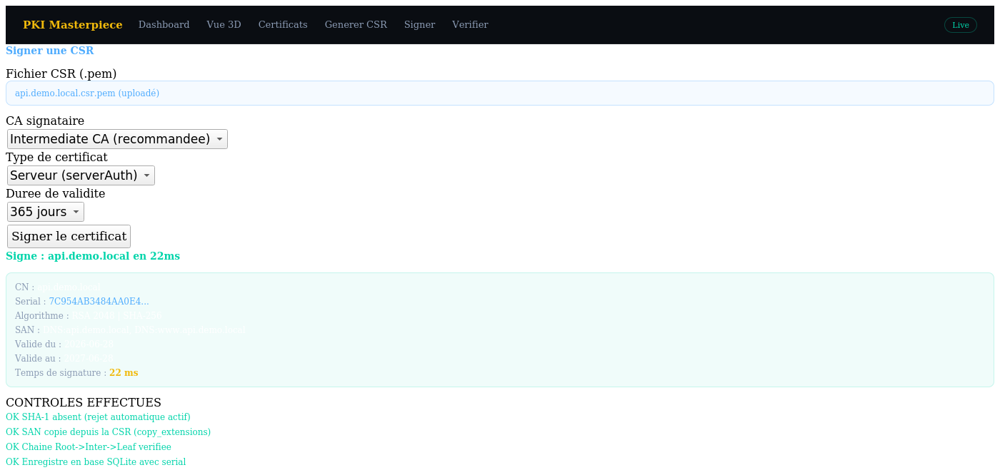 PKI Masterpiece Dashboard Vue 3D Certificats Generer CSR Signer Verifier Live
Signer une CSR
Fichier CSR (.pem)
api.demo.local.csr.pem (uploadé)
CA signataire
Intermediate CA (recommandee)
Type de certificat
Serveur (serverAuth)
Duree de validite
365 jours
Signer le certificat
Signe : api.demo.local en 22ms
CN : api.demo.local
Serial : 7C954AB3484AA0E4...
Algorithme : RSA 2048 / SHA-256
SAN : DNS:api.demo.local, DNS:www.api.demo.local
Valide du :
Valide au :
Temps de signature : 22 ms
CONTROLES EFFECTUES
OK SHA-1 absent (rejet automatique actif)
OK SAN copie depuis la CSR (copy_extensions)
OK Chaine Root->Inter->Leaf verifiee
OK Enregistre en base SQLite avec serial